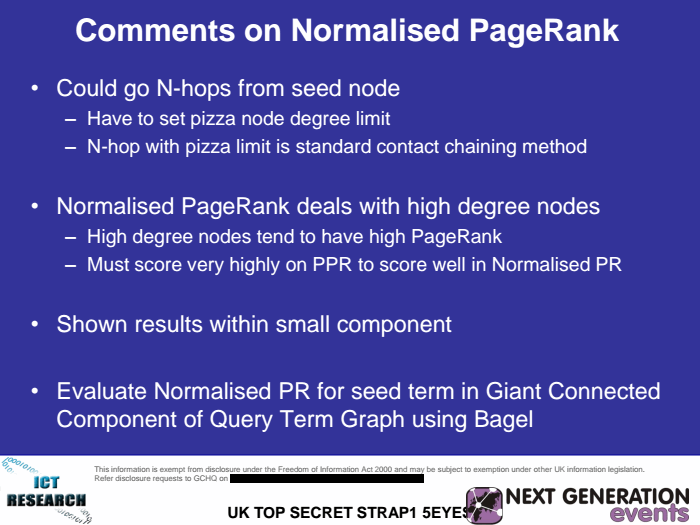 Comments on Normalised PageRank
• Could go N-hops from seed node
– Have to set pizza node degree limit
– N-hop with pizza limit is standard contact chaining method
• Normalised PageRank deals with high degree nodes
– High degree nodes tend to have high PageRank
– Must score very highly on PPR to score well in Normalised PR
• Shown results within small component
• Evaluate Normalised PR for seed term in Giant Connected
Component of Query Term Graph using Bagel
This information is exempt from disclosure under the Freedom of Information Act 2000 and may be subject to exemption under other UK information legislation.
Refer disclosure requests to GCHQ on
ICT
RESEARCH
UK TOP SECRET STRAP1 5EYES
NEXT GENERATION
events